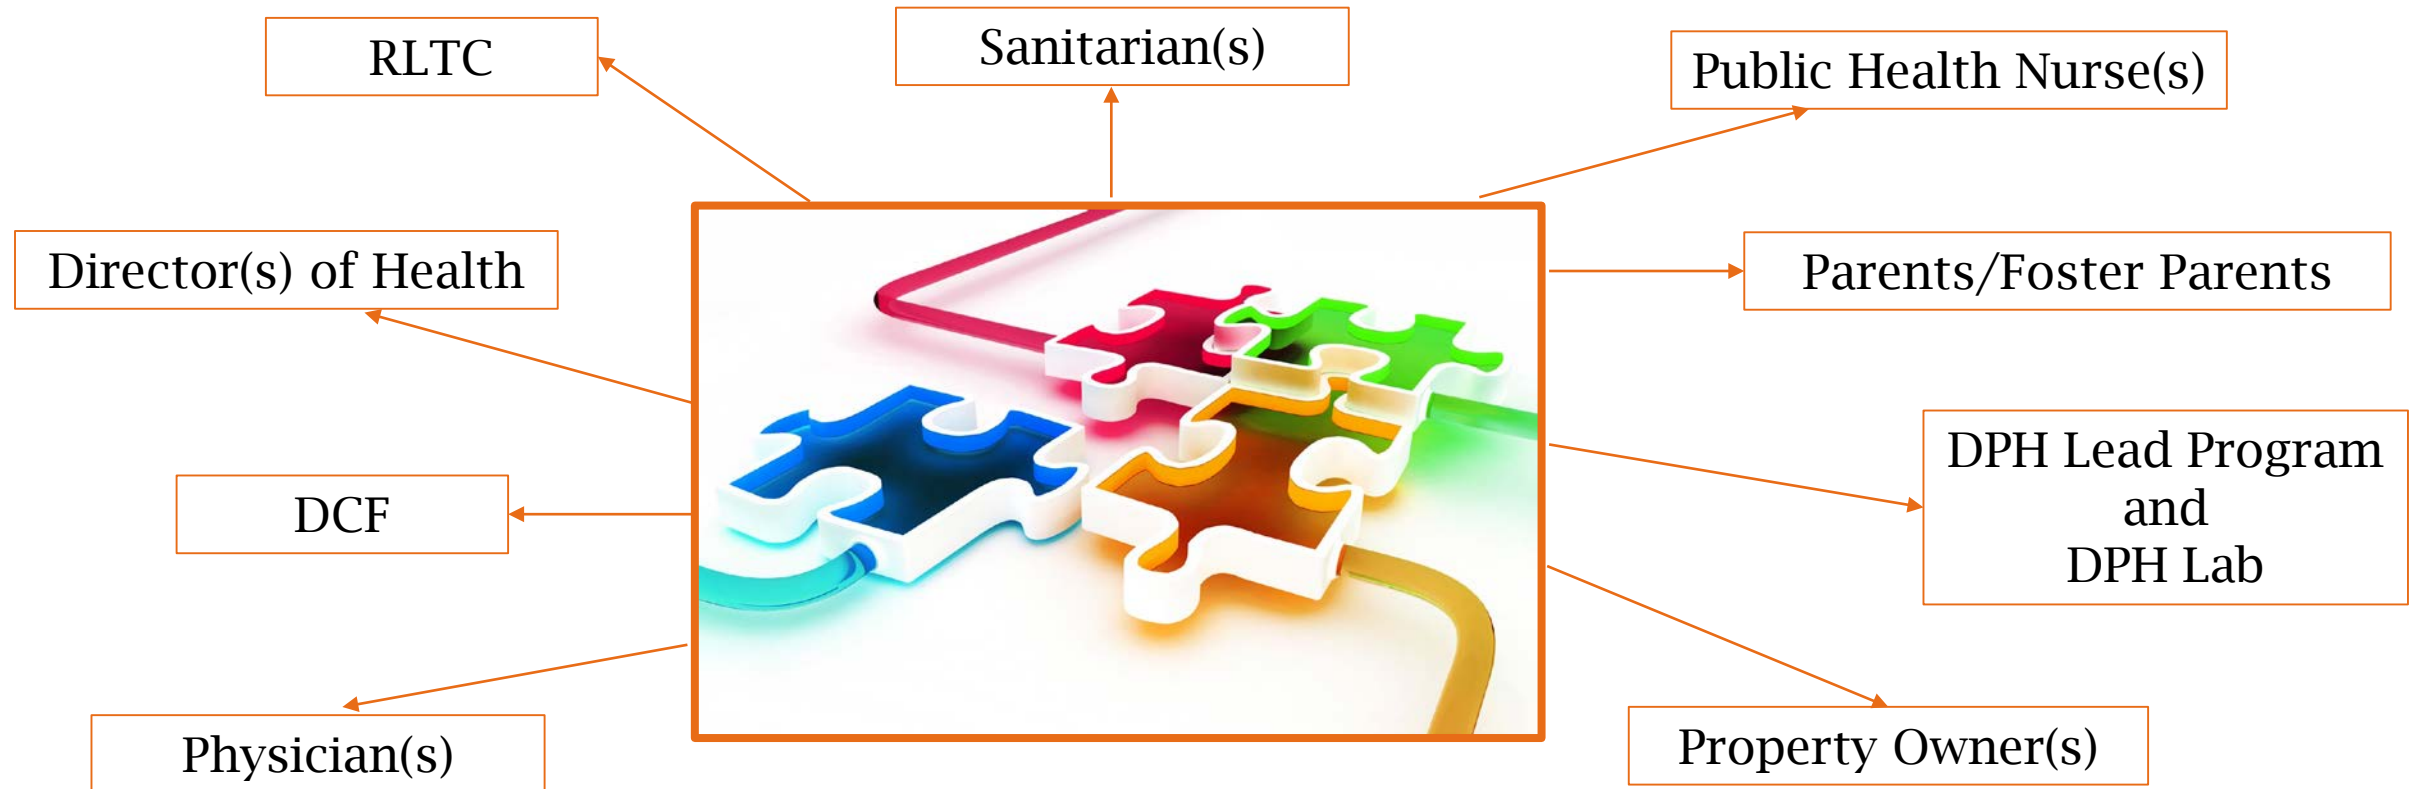 RLTC
Sanitarian(s)
Public Health Nurse(s)
Director(s) of Health
Parents/Foster Parents
DCF
DPH Lead Program
and
DPH Lab
Physician(s)
Property Owner(s)